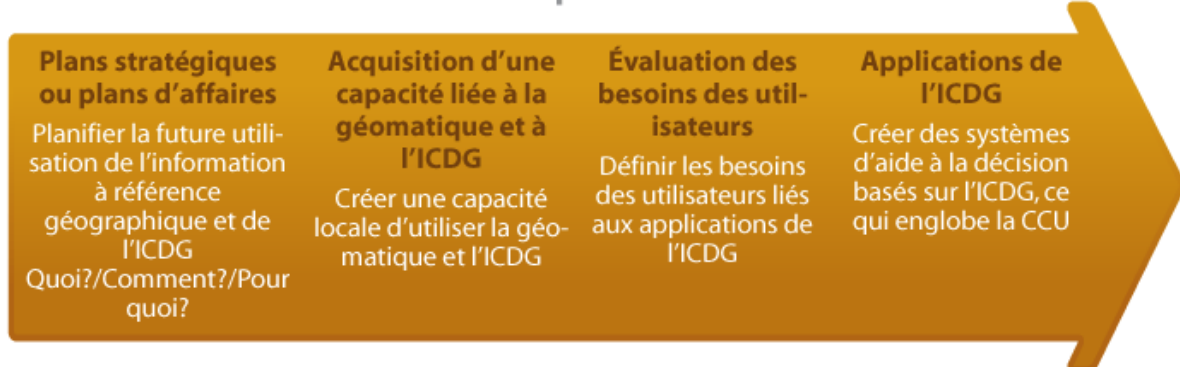 Plans stratégiques
ou plans d'affaires
Planifier la future utili-
sation de l'information
à référence
géographique et de
l'ICDG
Quoi?/Comment?/Pour
quoi?
Acquisition d'une
capacité liée à la
géomatique et à
l'ICDG
Créer une capacité
locale d'utiliser la géo-
matique et l'ICDG
Évaluation des
besoins des util-
isateurs
Définir les besoins
des utilisateurs liés
aux applications de
l'ICDG
Applications de
l'ICDG
Créer des systèmes
d'aide à la décision
basés sur l'ICDG, ce
qui englobe la CCU